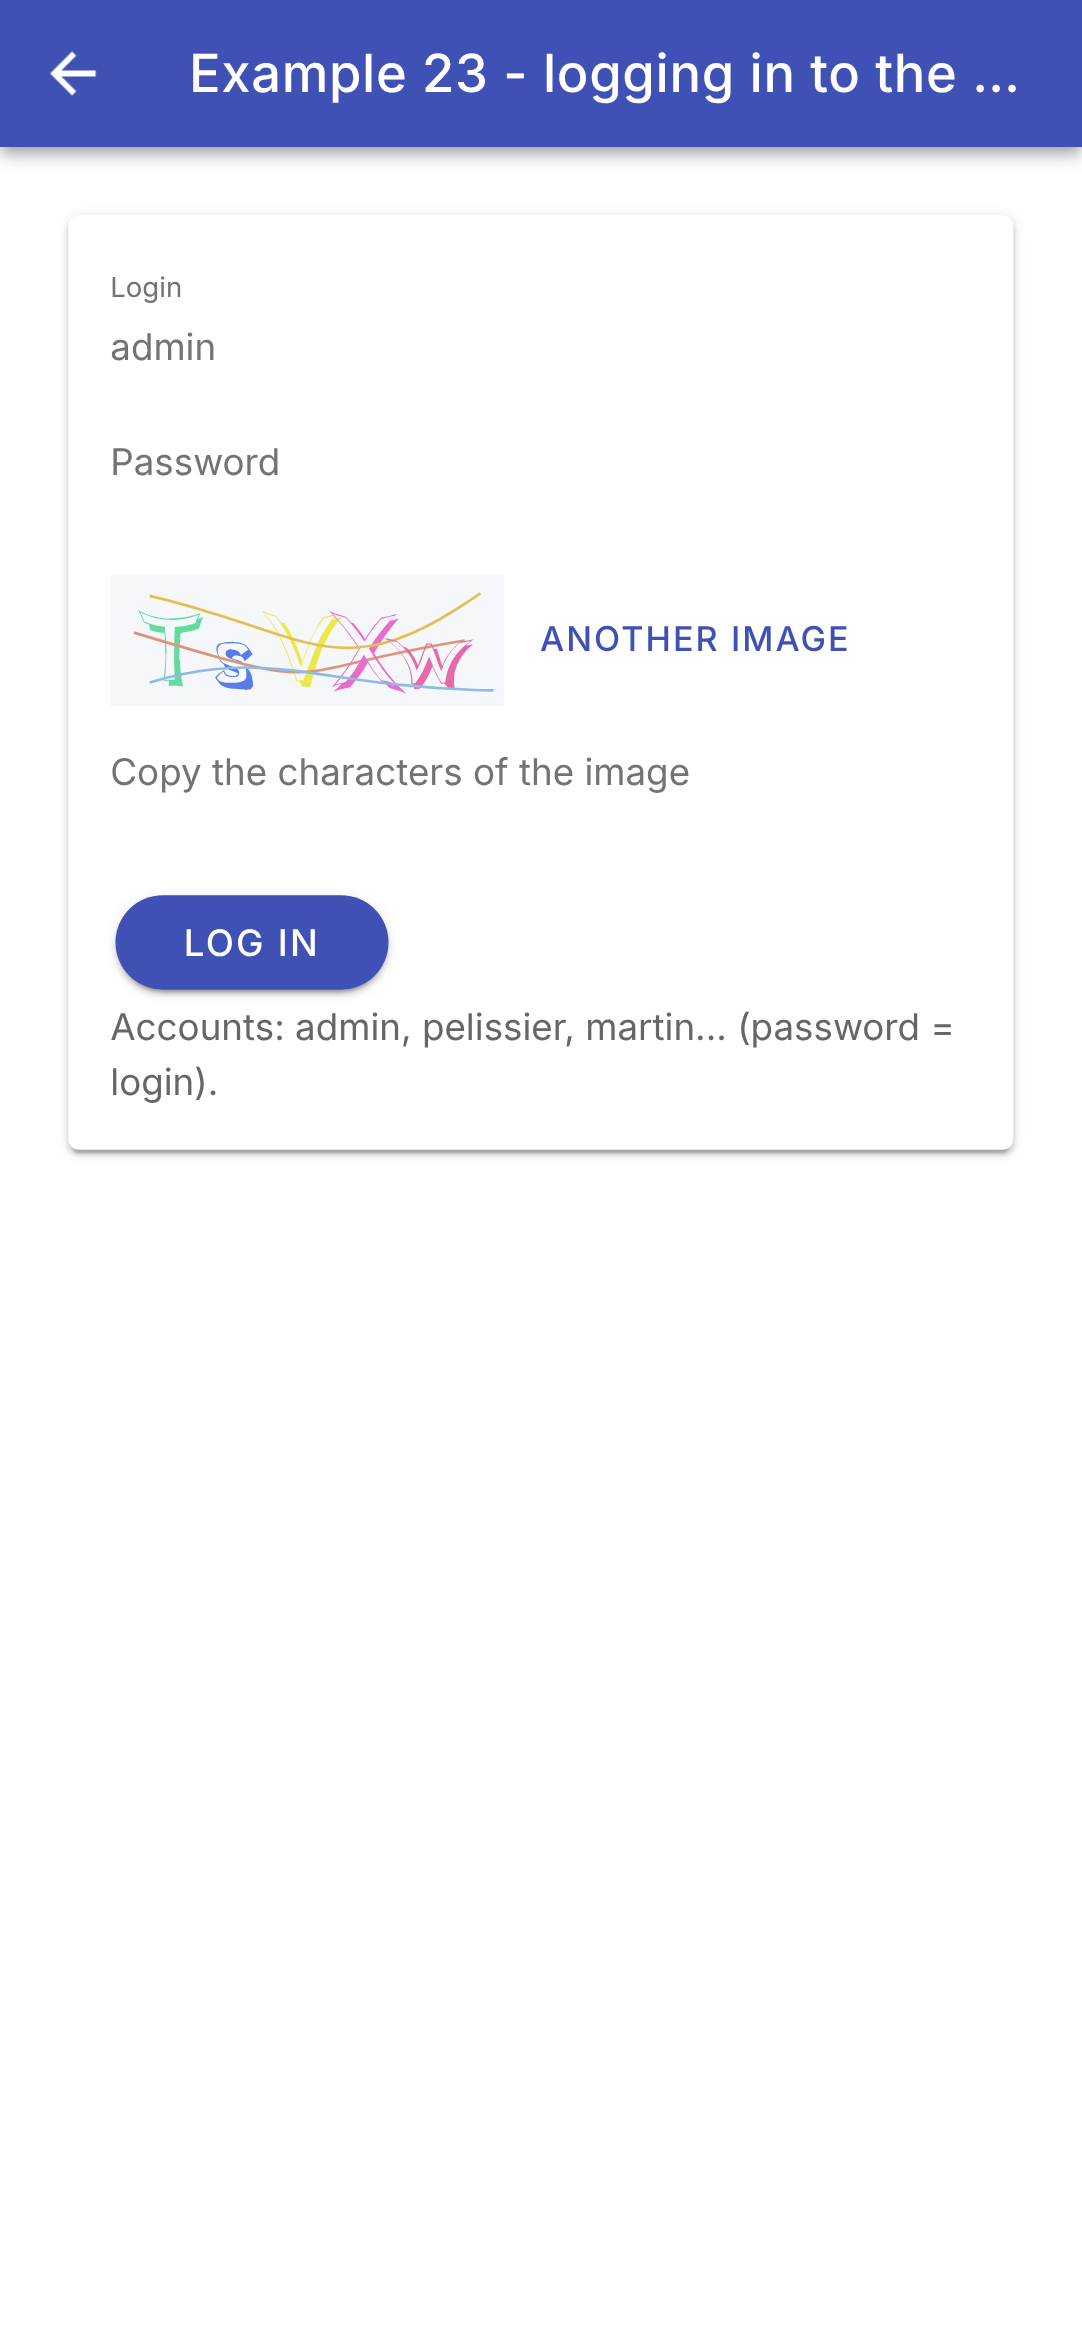 Example 23 - logging in to the ...
Login
admin
Password
TsVXw
ANOTHER IMAGE
Copy the characters of the image
LOG IN
Accounts: admin, pelissier, martin... (password =
login).